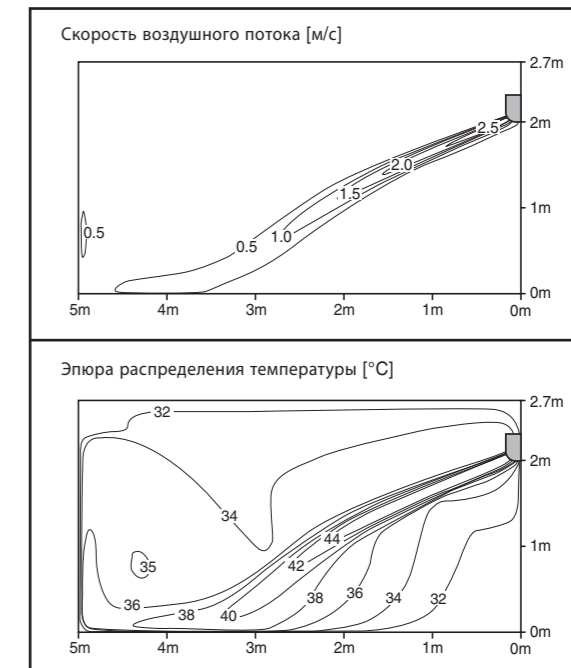 Скорость воздушного потока [м/с]
2.7m
2m
2.5
2.0
1.5
1.0
0.5
0.5
1m
0m
5m 4m 3m 2m 1m 0m
Эпюра распределения температуры [°C]
2.7m
32
2m
34
44
42
1m
35
36 38 40 38 36 34 32
0m
5m 4m 3m 2m 1m 0m